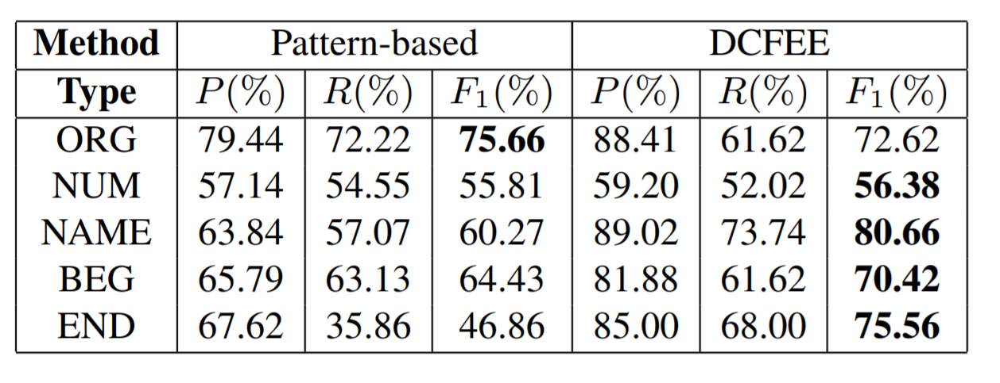 Method Pattern-based DCFEE
Type P(%) R(%) F₁(%) P(%) R(%) F₁(%)
ORG 79.44 72.22 75.66 88.41 61.62 72.62
NUM 57.14 54.55 55.81 59.20 52.02 56.38
NAME 63.84 57.07 60.27 89.02 73.74 80.66
BEG 65.79 63.13 64.43 81.88 61.62 70.42
END 67.62 35.86 46.86 85.00 68.00 75.56